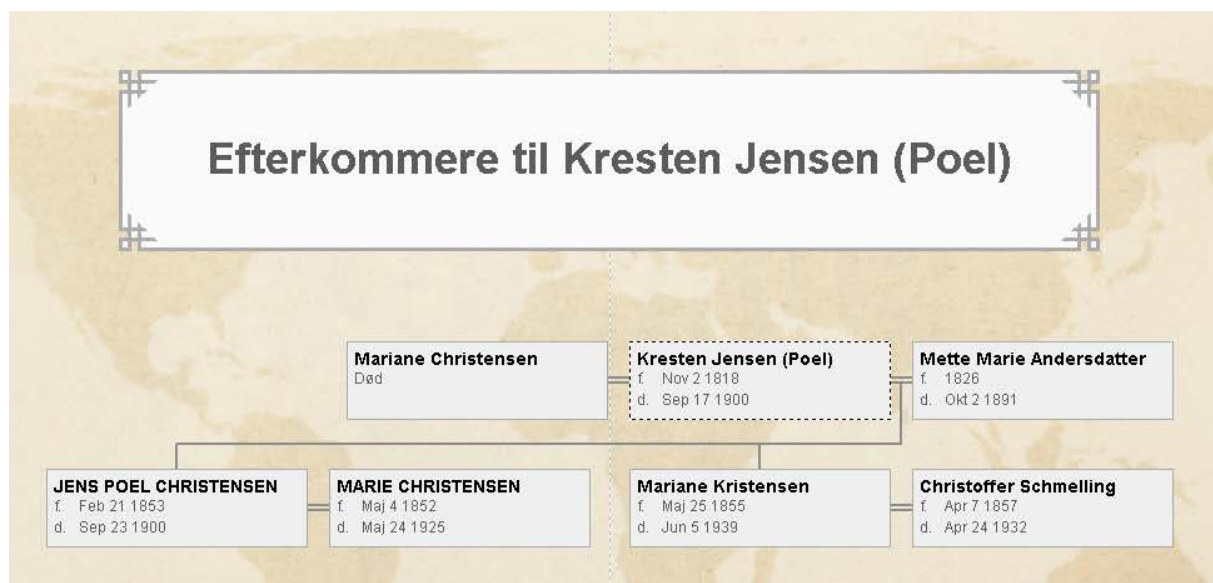 Efterkommere til Kresten Jensen (Poel)
Mariane Christensen
Død
Kresten Jensen (Poel)
f. Nov 2 1818
d. Sep 17 1900
Mette Marie Andersdatter
f. 1826
d. Okt 2 1891
JENS POEL CHRISTENSEN
f. Feb 21 1853
d. Sep 23 1900
MARIE CHRISTENSEN
f. Maj 4 1852
d. Maj 24 1925
Mariane Kristensen
f. Maj 25 1855
d. Jun 5 1939
Christoffer Schmelling
f. Apr 7 1857
d. Apr 24 1932